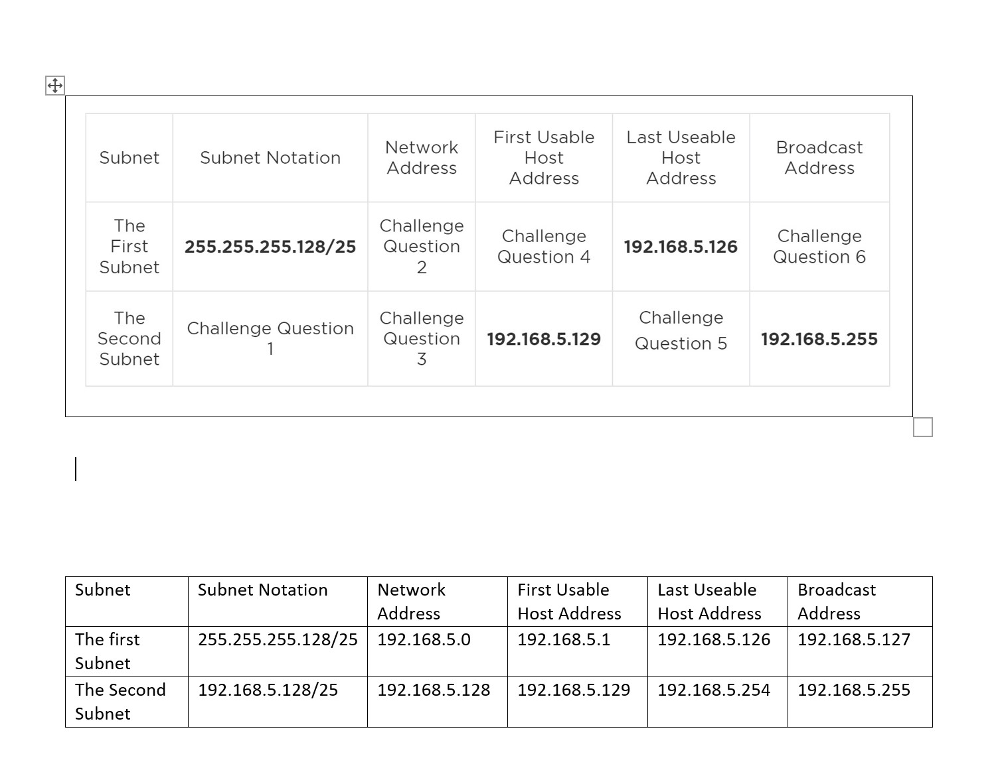 Subnet
Subnet Notation
Network
Address
First Usable
Host
Address
Last Useable
Host
Address
Broadcast
Address
The
First
Subnet
255.255.255.128/25
Challenge
Question
2
Challenge
Question 4
192.168.5.126
Challenge
Question 6
The
Second
Subnet
Challenge Question
1
Challenge
Question
3
192.168.5.129
Challenge
Question 5
192.168.5.255
Subnet
Subnet Notation
Network
Address
First Usable
Host Address
Last Useable
Host Address
Broadcast
Address
The first
Subnet
255.255.255.128/25
192.168.5.0
192.168.5.1
192.168.5.126
192.168.5.127
The Second
Subnet
192.168.5.128/25
192.168.5.128
192.168.5.129
192.168.5.254
192.168.5.255